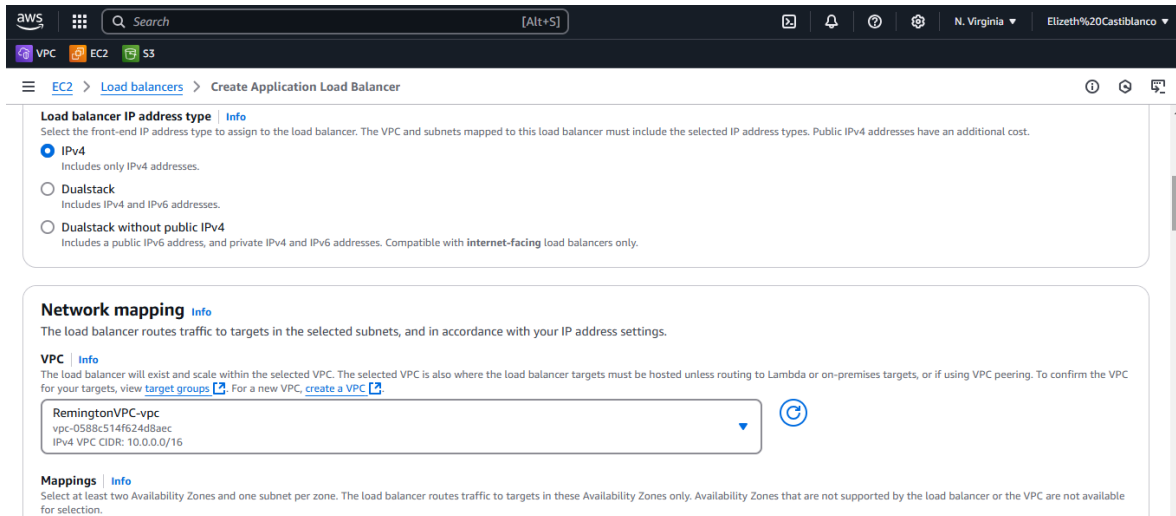 aws
Search [Alt+S]
N. Virginia
Elizeth%20Castiblanco
VPC EC2 S3
EC2 > Load balancers > Create Application Load Balancer
Load balancer IP address type | Info
Select the front-end IP address type to assign to the load balancer. The VPC and subnets mapped to this load balancer must include the selected IP address types. Public IPv4 addresses have an additional cost.
IPv4
Includes only IPv4 addresses.
Dualstack
Includes IPv4 and IPv6 addresses.
Dualstack without public IPv4
Includes a public IPv6 address, and private IPv4 and IPv6 addresses. Compatible with internet-facing load balancers only.
Network mapping Info
The load balancer routes traffic to targets in the selected subnets, and in accordance with your IP address settings.
VPC | Info
The load balancer will exist and scale within the selected VPC. The selected VPC is also where the load balancer targets must be hosted unless routing to Lambda or on-premises targets, or if using VPC peering. To confirm the VPC
for your targets, view target groups. For a new VPC, create a VPC.
RemingtonVPC-vpc
vpc-0588c514f624d8aec
IPv4 VPC CIDR: 10.0.0.0/16
Mappings | Info
Select at least two Availability Zones and one subnet per zone. The load balancer routes traffic to targets in these Availability Zones only. Availability Zones that are not supported by the load balancer or the VPC are not available
for selection.